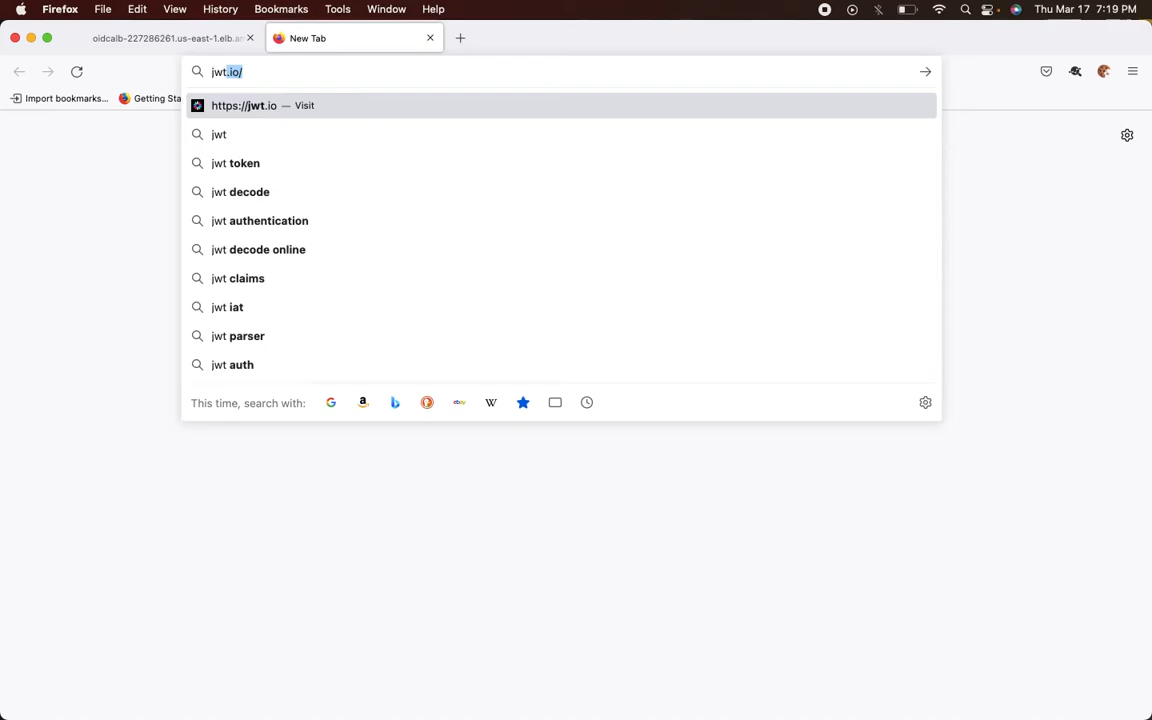 Firefox File Edit View History Bookmarks Tools Window Help Thu Mar 17 7:19 PM
oidcalb-227286261.us-east-1.elb.am New Tab
jwt.io/
Import bookmarks... Getting Sta
https://jwt.io — Visit
jwt
jwt token
jwt decode
jwt authentication
jwt decode online
jwt claims
jwt iat
jwt parser
jwt auth
This time, search with: G a b ebay W